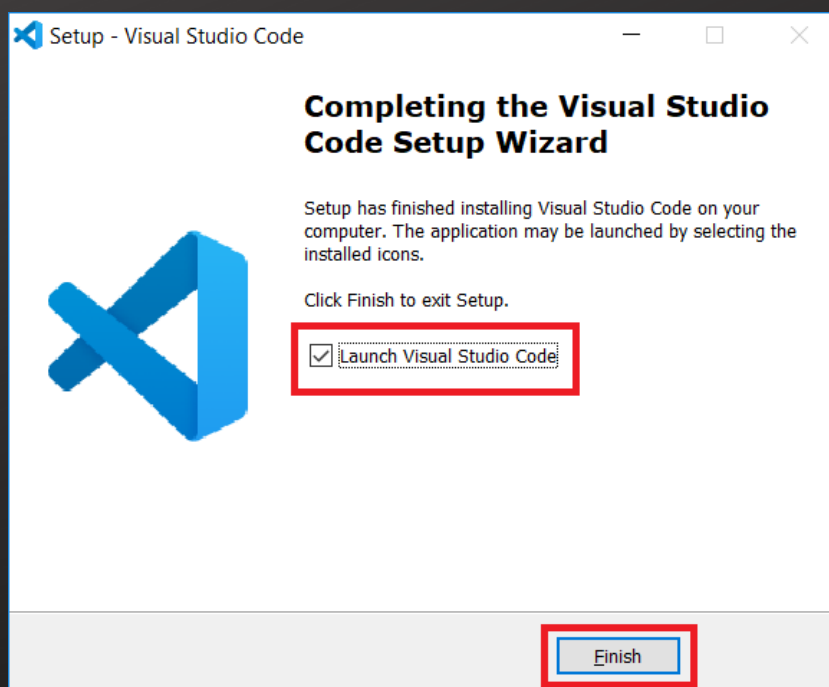 Setup - Visual Studio Code
Completing the Visual Studio
Code Setup Wizard
Setup has finished installing Visual Studio Code on your
computer. The application may be launched by selecting the
installed icons.
Click Finish to exit Setup.
Launch Visual Studio Code
Finish